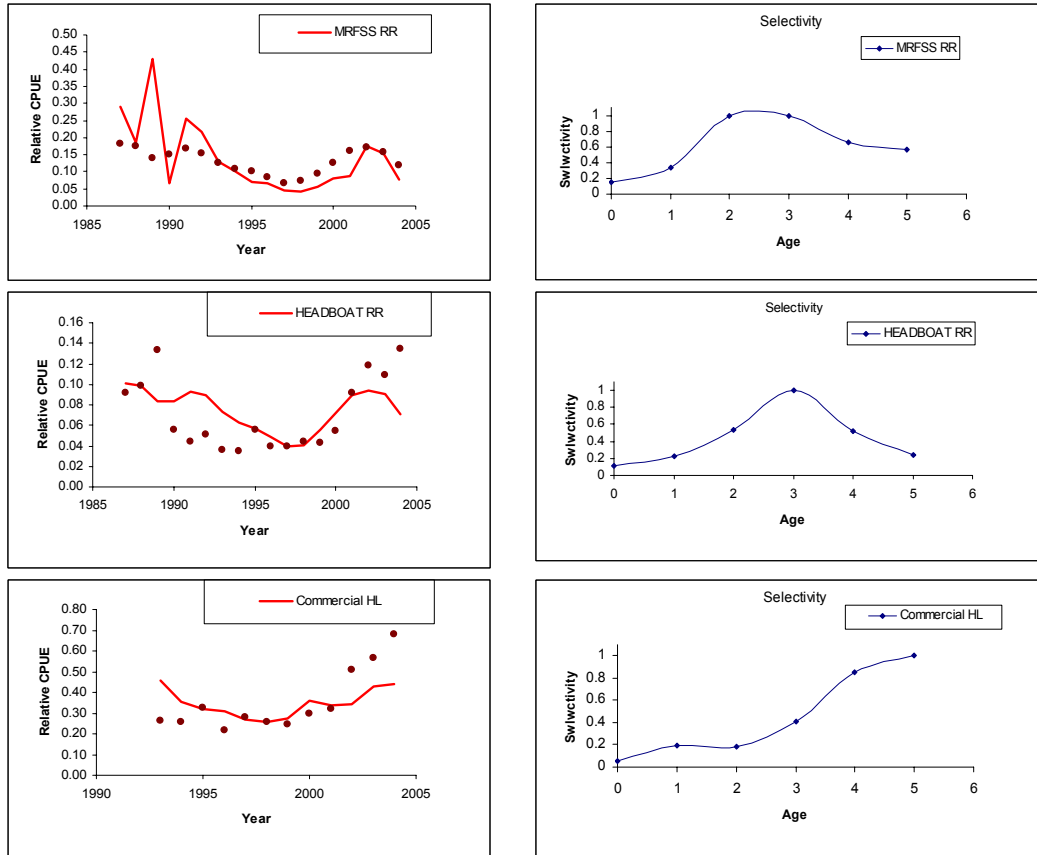 MRFSS RR
0.50
0.45
0.40
0.35
0.30
0.25
0.20
0.15
0.10
0.05
0.00
Relative CPUE
1985 1990 1995 2000 2005
Year
Selectivity
MRFSS RR
1
0.8
0.6
0.4
0.2
0
Swlwctivity
0 1 2 3 4 5 6
Age
HEADBOAT RR
0.16
0.14
0.12
0.10
0.08
0.06
0.04
0.02
0.00
Relative CPUE
1985 1990 1995 2000 2005
Year
Selectivity
HEADBOAT RR
1
0.8
0.6
0.4
0.2
0
Swlwctivity
0 1 2 3 4 5 6
Age
Commercial HL
0.80
0.70
0.60
0.50
0.40
0.30
0.20
0.10
0.00
Relative CPUE
1990 1995 2000 2005
Year
Selectivity
Commercial HL
1
0.8
0.6
0.4
0.2
0
Swlwctivity
0 1 2 3 4 5 6
Age